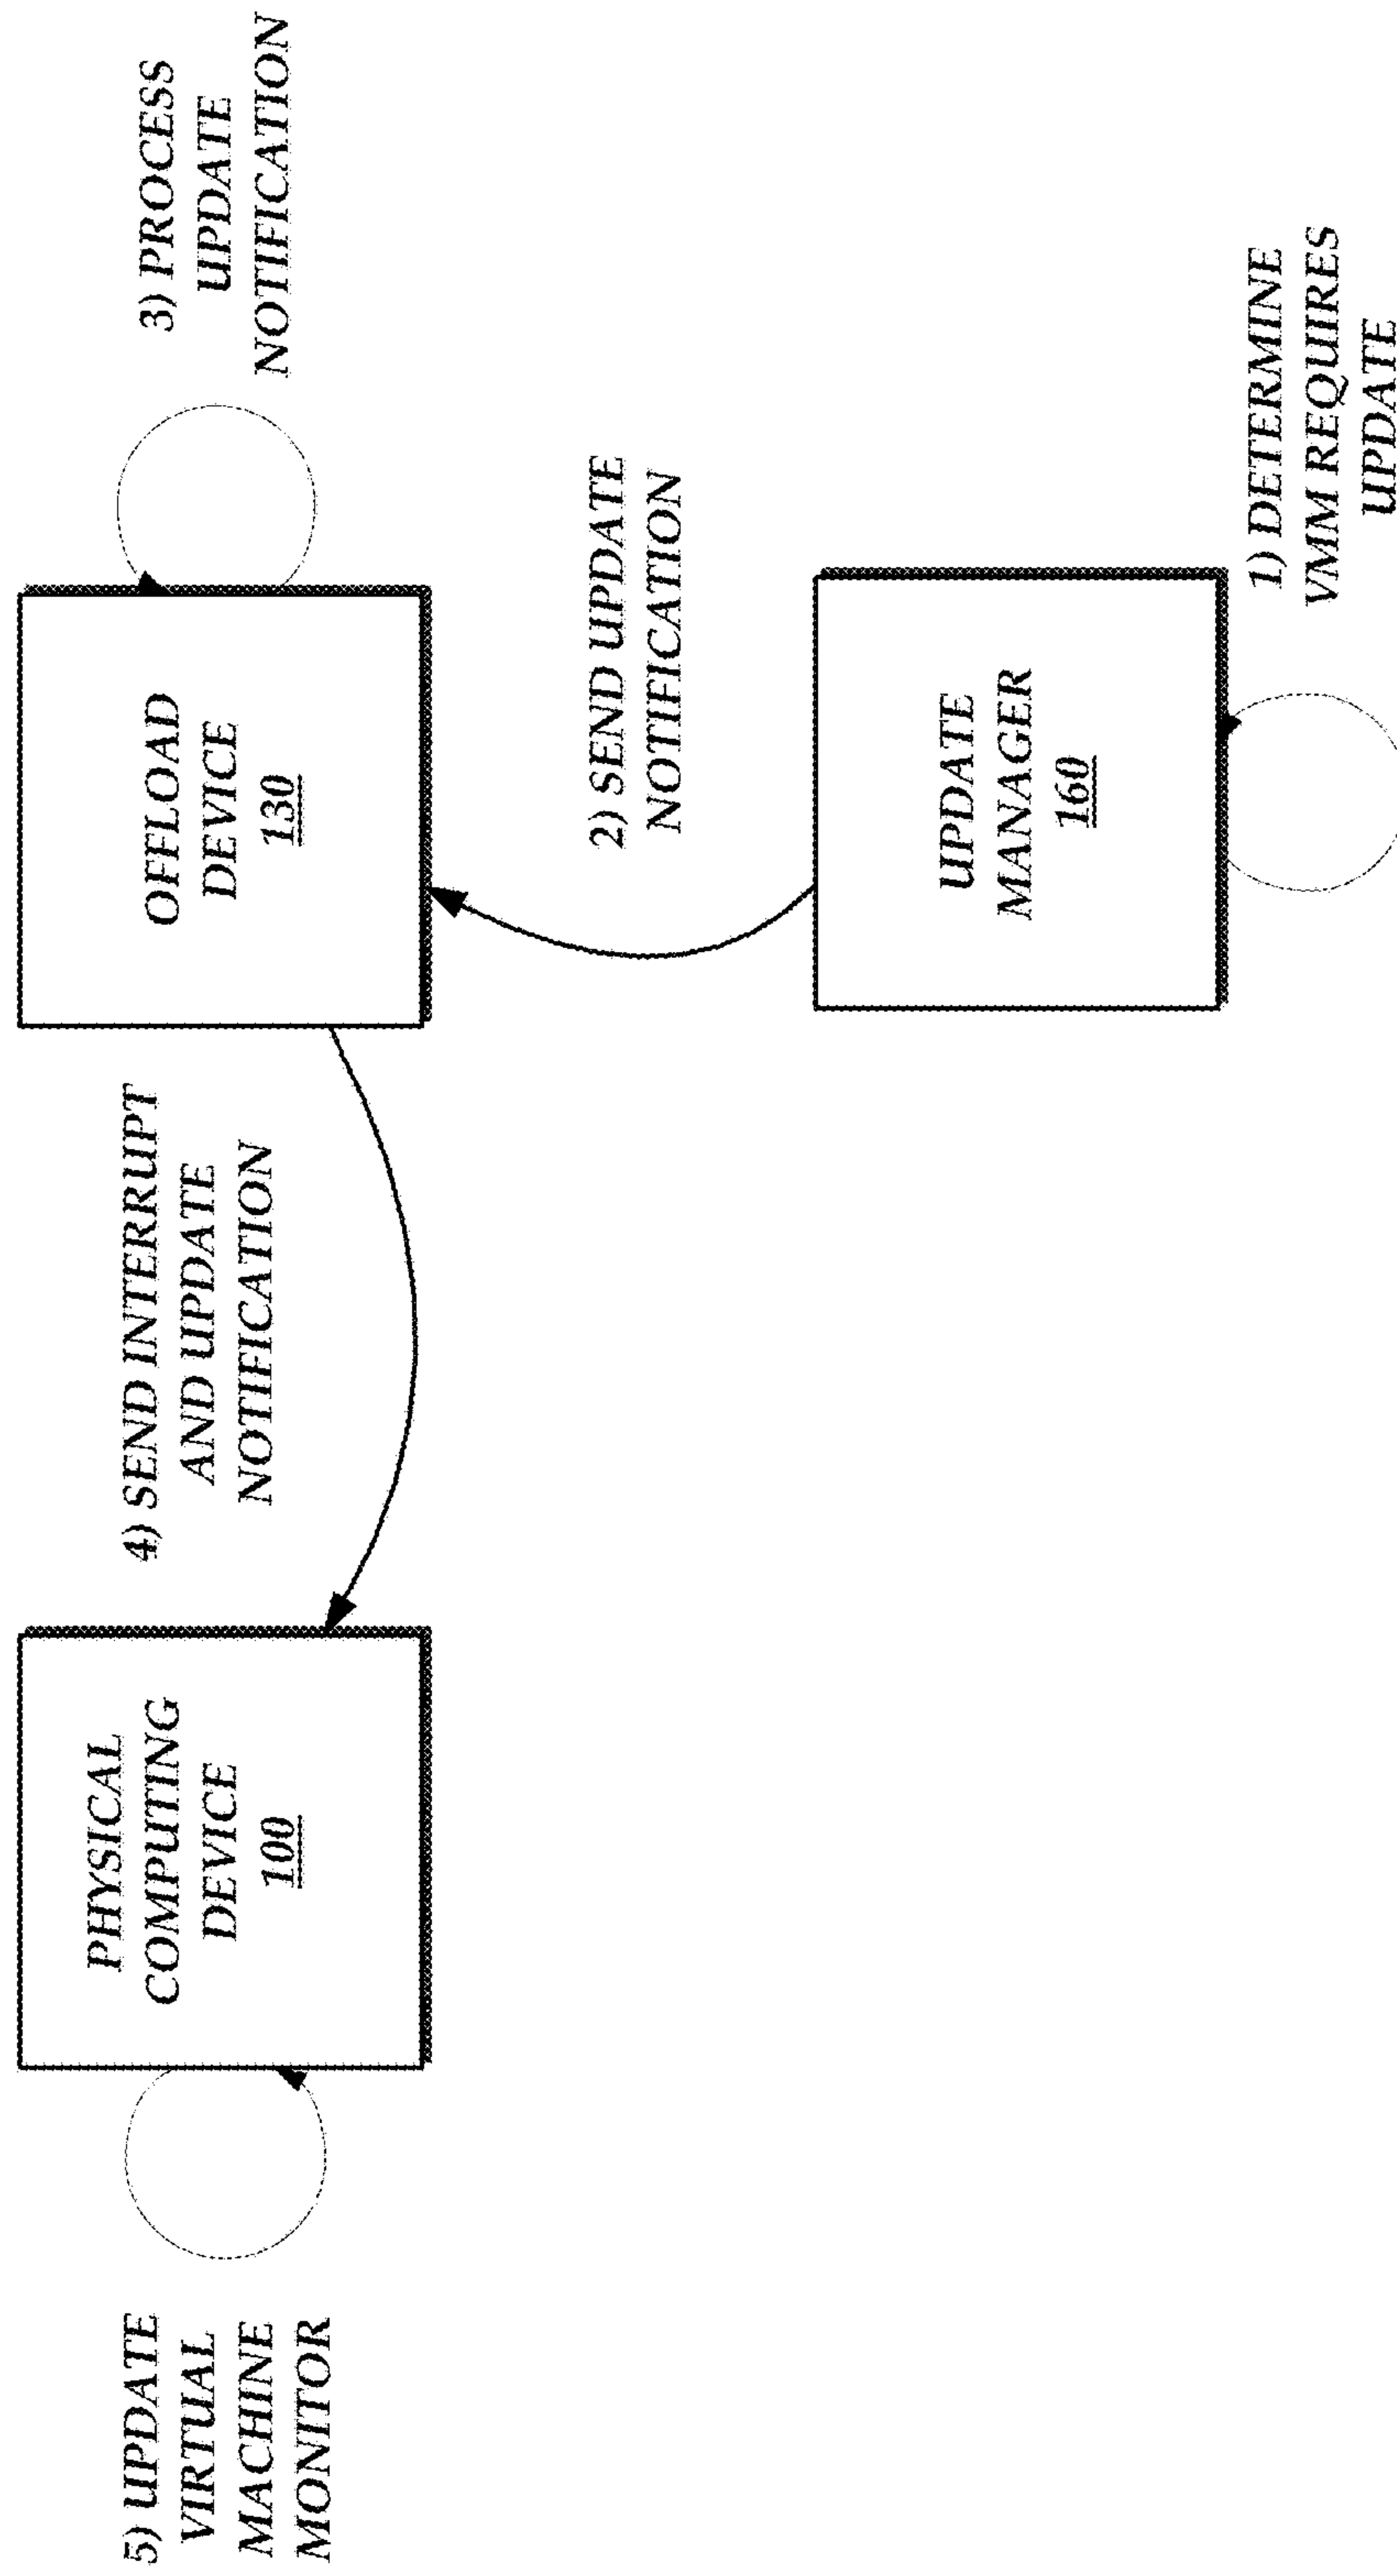 5) UPDATE
VIRTUAL
MACHINE
MONITOR
PHYSICAL
COMPUTING
DEVICE
100
4) SEND INTERRUPT
AND UPDATE
NOTIFICATION
OFFLOAD
DEVICE
130
3) PROCESS
UPDATE
NOTIFICATION
2) SEND UPDATE
NOTIFICATION
UPDATE
MANAGER
160
1) DETERMINE
VMM REQUIRES
UPDATE